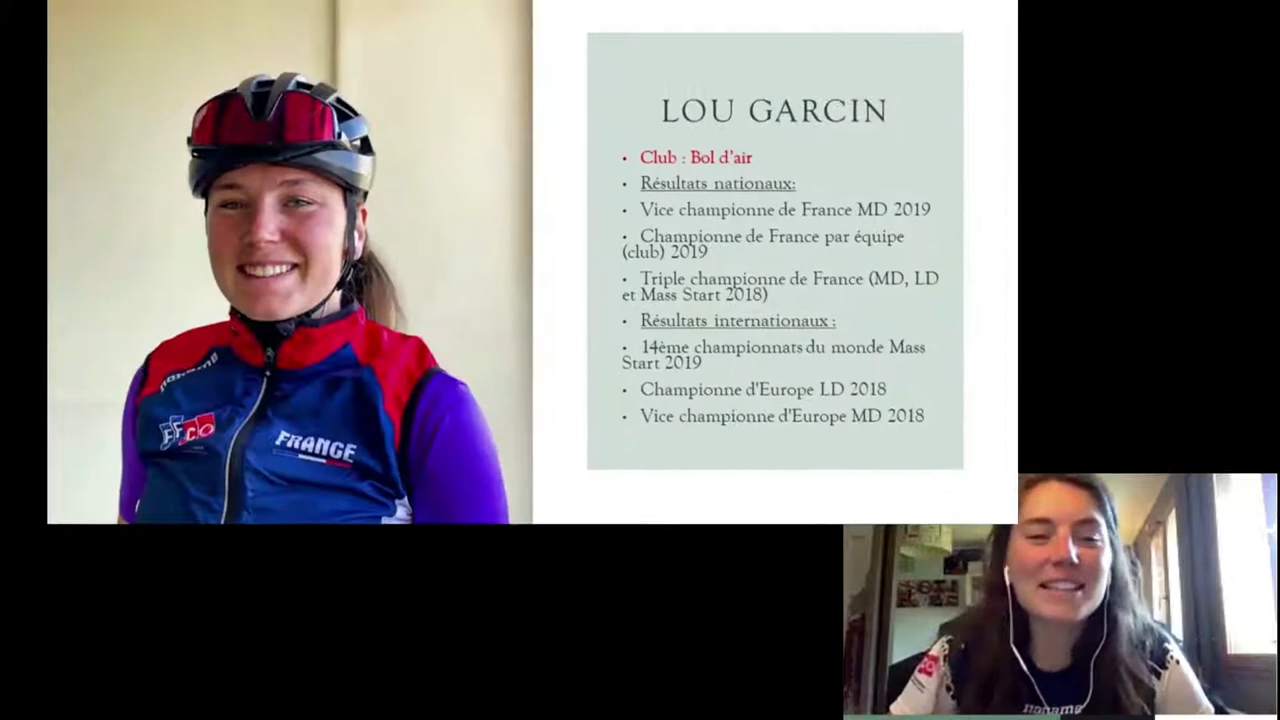 LOU GARCIN
• Club : Bol d'air
• Résultats nationaux:
• Vice championne de France MD 2019
• Championne de France par équipe
(club) 2019
• Triple championne de France (MD, LD
et Mass Start 2018)
• Résultats internationaux :
• 14ème championnats du monde Mass
Start 2019
• Championne d'Europe LD 2018
• Vice championne d'Europe MD 2018
noname
FFCO
FRANCE
noname